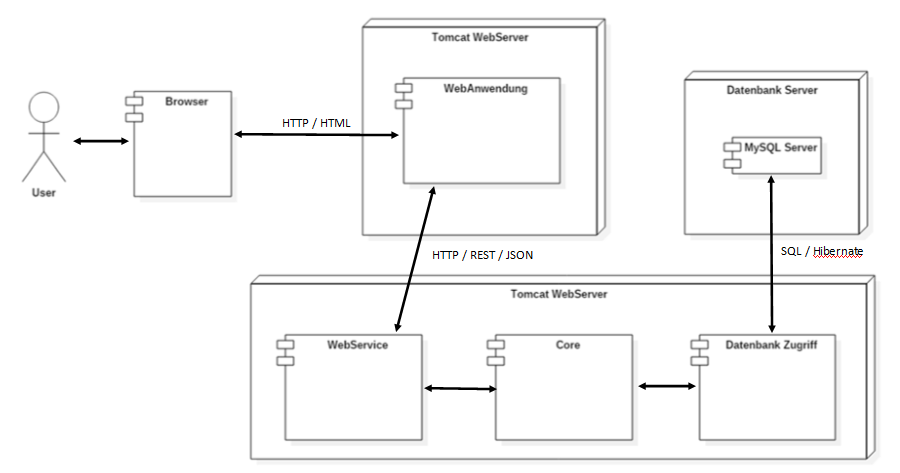 Tomcat WebServer
WebAnwendung
Browser
HTTP / HTML
User
Datenbank Server
MySQL Server
HTTP / REST / JSON
SQL / Hibernate
Tomcat WebServer
WebService
Core
Datenbank Zugriff